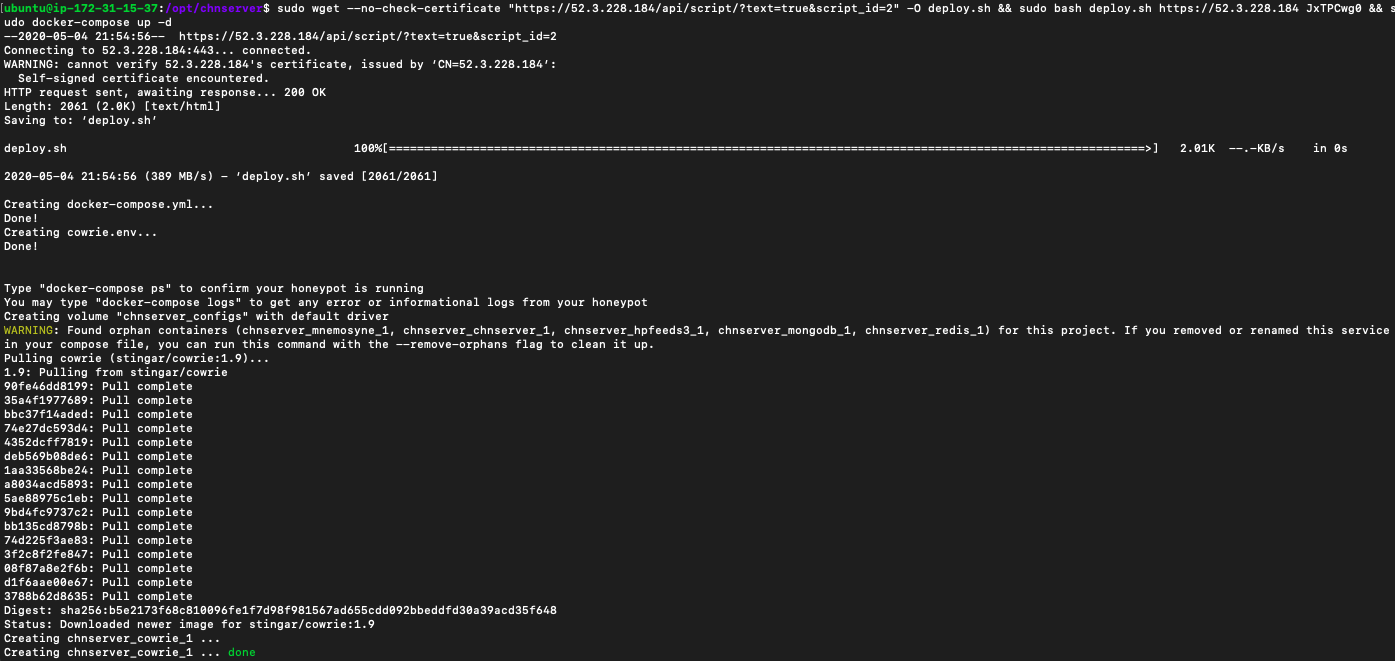 [ubuntu@ip-172-31-15-37:/opt/chnserver$ sudo wget --no-check-certificate "https://52.3.228.184/api/script/?text=true&script_id=2" -O deploy.sh && sudo bash deploy.sh https://52.3.228.184 JxTPCwg0 && s
udo docker-compose up -d
--2020-05-04 21:54:56--  https://52.3.228.184/api/script/?text=true&script_id=2
Connecting to 52.3.228.184:443... connected.
WARNING: cannot verify 52.3.228.184's certificate, issued by ‘CN=52.3.228.184’:
  Self-signed certificate encountered.
HTTP request sent, awaiting response... 200 OK
Length: 2061 (2.0K) [text/html]
Saving to: ‘deploy.sh’
deploy.sh 100%[============================================================================================================>] 2.01K --.-KB/s in 0s
2020-05-04 21:54:56 (389 MB/s) - ‘deploy.sh’ saved [2061/2061]
Creating docker-compose.yml...
Done!
Creating cowrie.env...
Done!
Type "docker-compose ps" to confirm your honeypot is running
You may type "docker-compose logs" to get any error or informational logs from your honeypot
Creating volume "chnserver_configs" with default driver
WARNING: Found orphan containers (chnserver_mnemosyne_1, chnserver_chnserver_1, chnserver_hpfeeds3_1, chnserver_mongodb_1, chnserver_redis_1) for this project. If you removed or renamed this service
in your compose file, you can run this command with the --remove-orphans flag to clean it up.
Pulling cowrie (stingar/cowrie:1.9)...
1.9: Pulling from stingar/cowrie
90fe46dd8199: Pull complete
35a4f1977689: Pull complete
bbc37f14aded: Pull complete
74e27dc593d4: Pull complete
4352dcff7819: Pull complete
deb569b08de6: Pull complete
1aa33568be24: Pull complete
a8034acd5893: Pull complete
5ae88975c1eb: Pull complete
9bd4fc9737c2: Pull complete
bb135cd8798b: Pull complete
74d225f3ae83: Pull complete
3f2c8f2fe847: Pull complete
08f87a8e2f6b: Pull complete
d1f6aae00e67: Pull complete
3788b62d8635: Pull complete
Digest: sha256:b5e2173f68c810096fe1f7d98f981567ad655cdd092bbeddfd30a39acd35f648
Status: Downloaded newer image for stingar/cowrie:1.9
Creating chnserver_cowrie_1 ...
Creating chnserver_cowrie_1 ... done